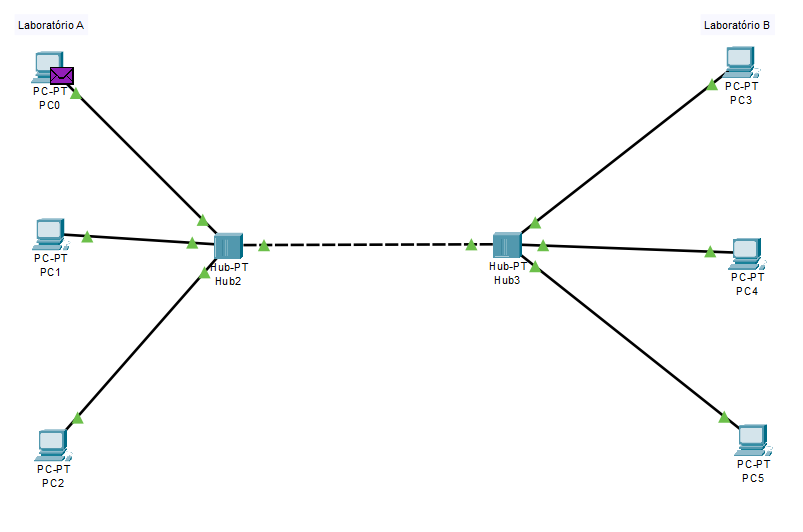 Laboratório A
Laboratório B
PC-PT
PC0
PC-PT
PC3
PC-PT
PC1
Hub-PT
Hub2
Hub-PT
Hub3
PC-PT
PC4
PC-PT
PC2
PC-PT
PC5